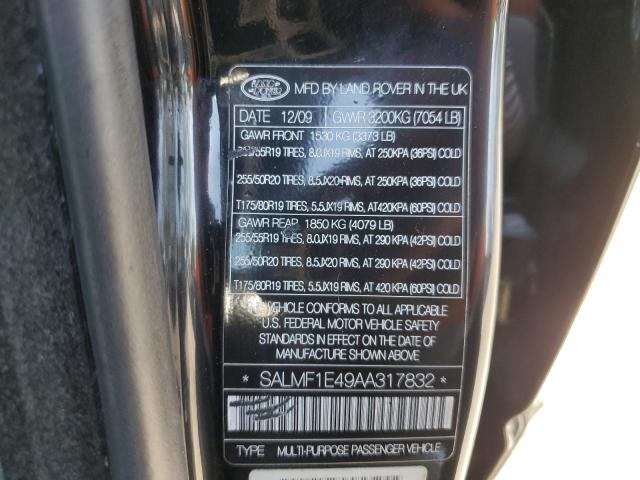 LAND ROVER MFD BY LAND ROVER IN THE UK
DATE 12/09 GVWR 3200KG (7054 LB)
GAWR FRONT 1530 KG (3373 LB)
TIRES, 8.0JX19 RIMS, AT 250KPA (36PSI) COLD
255/50R20 TIRES, 8.5JX20-RIMS, AT 250KPA (36PSI) COLD
T175/80R19 TIRES, 5.5JX19 RIMS, AT420KPA (60PSI) COLD
GAWR REAR 1850 KG (4079 LB)
255/55R19 TIRES, 8.0JX19 RIMS, AT 290 KPA (42PSI) COLD
255/50R20 TIRES, 8.5JX20 RIMS, AT 290 KPA (42PSI) COLD
T175/80R19 TIRES, 5.5JX19 RIMS, AT 420 KPA (60PSI) COLD
VEHICLE CONFORMS TO ALL APPLICABLE
U.S. FEDERAL MOTOR VEHICLE SAFETY
STANDARDS IN EFFECT ON THE DATE OF
MANUFACTURE SHOWN ABOVE
* SALMF1E49AA317832 *
TYPE MULTI-PURPOSE PASSENGER VEHICLE